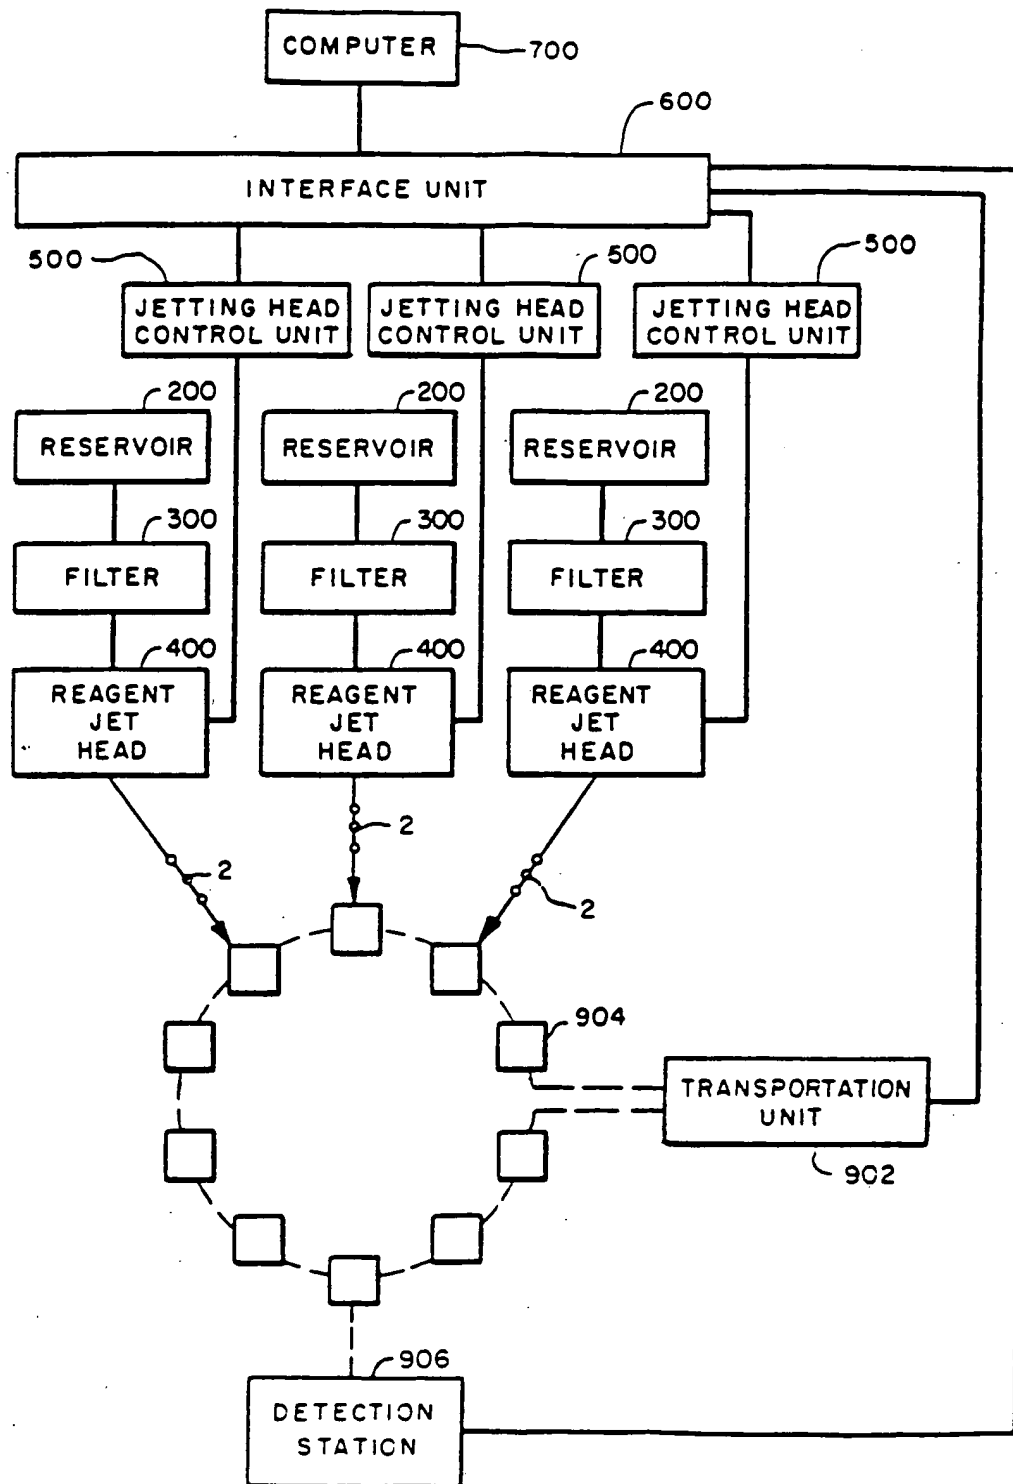 COMPUTER
700
600
INTERFACE UNIT
500
500
500
JETTING HEAD
CONTROL UNIT
JETTING HEAD
CONTROL UNIT
JETTING HEAD
CONTROL UNIT
200
200
200
RESERVOIR
RESERVOIR
RESERVOIR
300
300
300
FILTER
FILTER
FILTER
400
400
400
REAGENT
JET
HEAD
REAGENT
JET
HEAD
REAGENT
JET
HEAD
2
2
2
904
TRANSPORTATION
UNIT
902
906
DETECTION
STATION